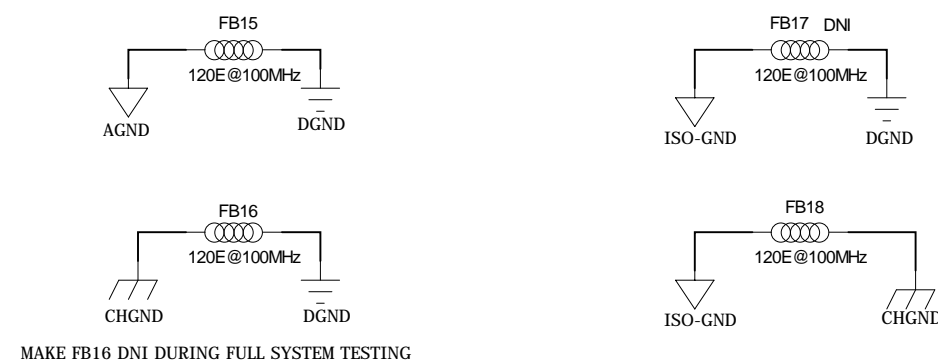 FB15
120E@100MHz
AGND
DGND
FB17 DNI
120E@100MHz
ISO-GND
DGND
FB16
120E@100MHz
CHGND
DGND
MAKE FB16 DNI DURING FULL SYSTEM TESTING
FB18
120E@100MHz
ISO-GND
CHGND